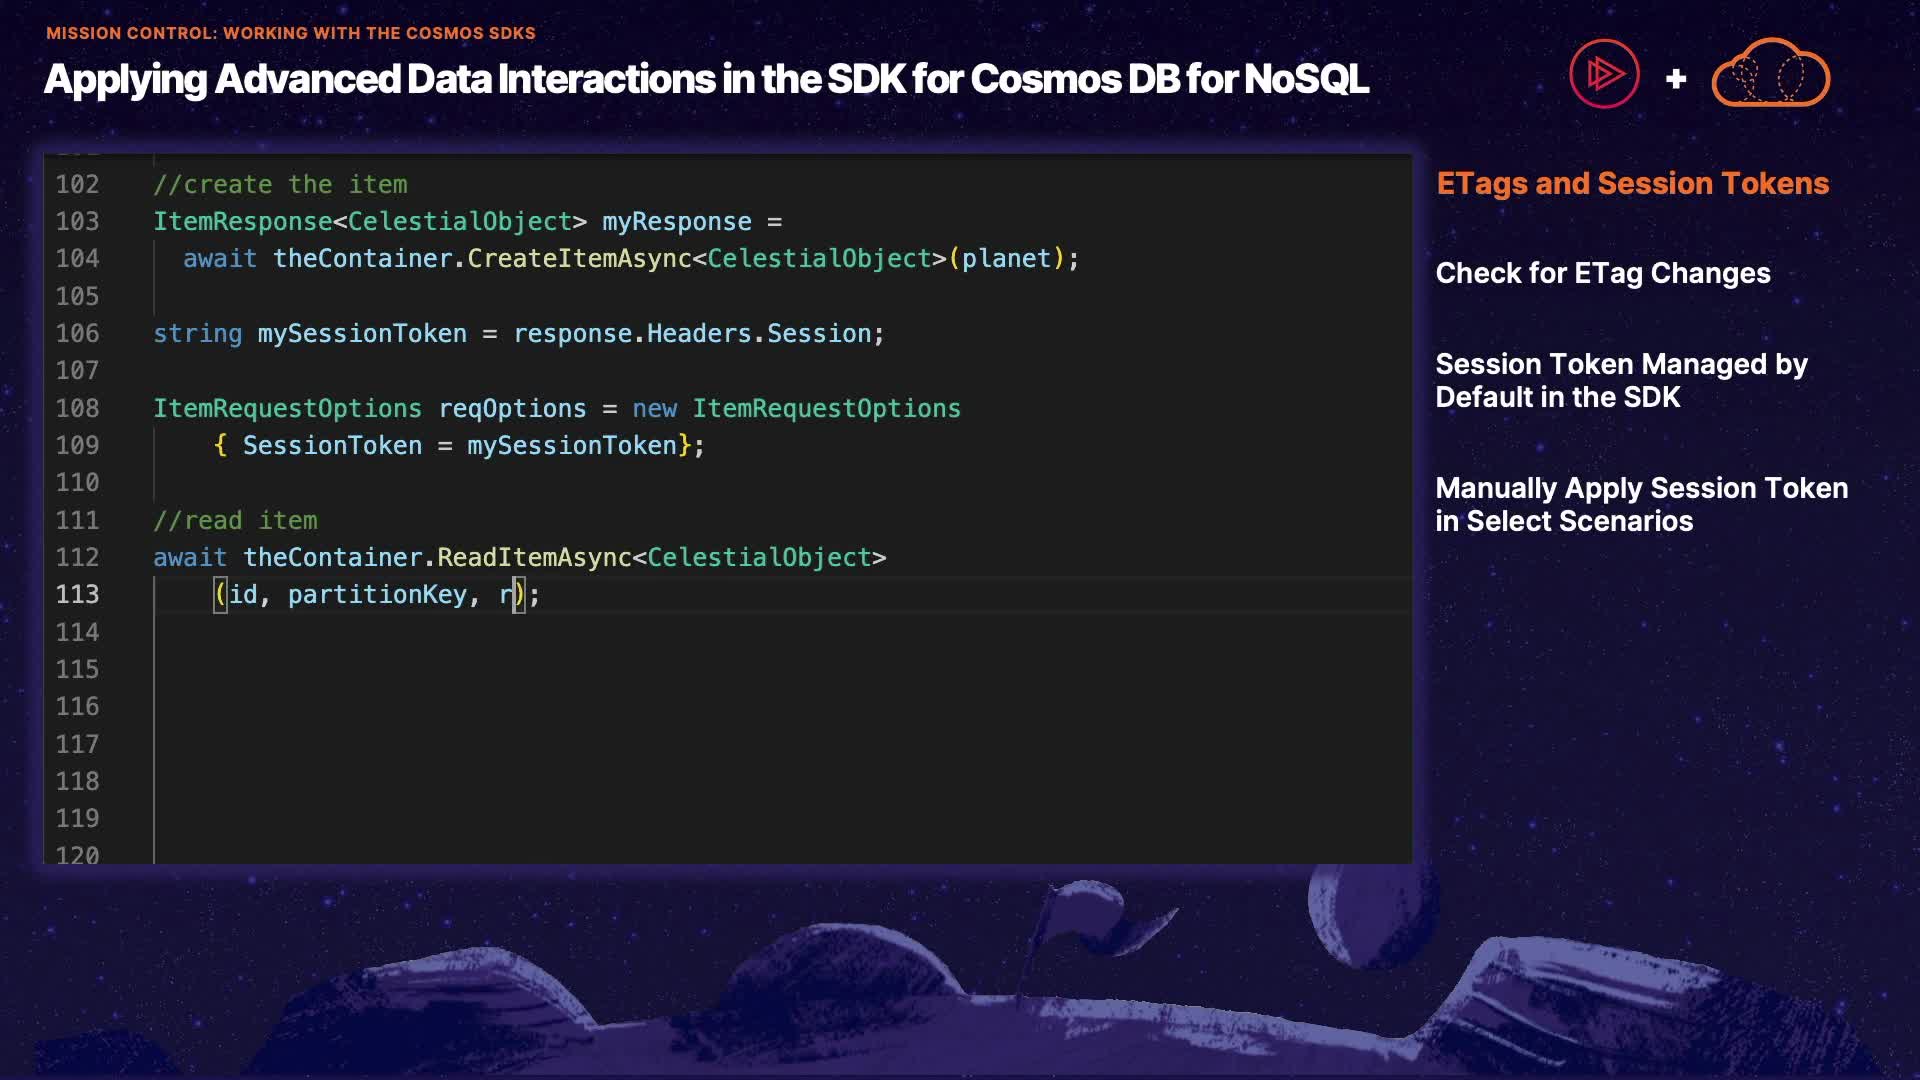 MISSION CONTROL: WORKING WITH THE COSMOS SDKS
Applying Advanced Data Interactions in the SDK for Cosmos DB for NoSQL
102 //create the item
103 ItemResponse<CelestialObject> myResponse =
104 await theContainer.CreateItemAsync<CelestialObject>(planet);
105
106 string mySessionToken = response.Headers.Session;
107
108 ItemRequestOptions reqOptions = new ItemRequestOptions
109 { SessionToken = mySessionToken};
110
111 //read item
112 await theContainer.ReadItemAsync<CelestialObject>
113 (id, partitionKey, r);
114
115
116
117
118
119
120
ETags and Session Tokens
Check for ETag Changes
Session Token Managed by
Default in the SDK
Manually Apply Session Token
in Select Scenarios